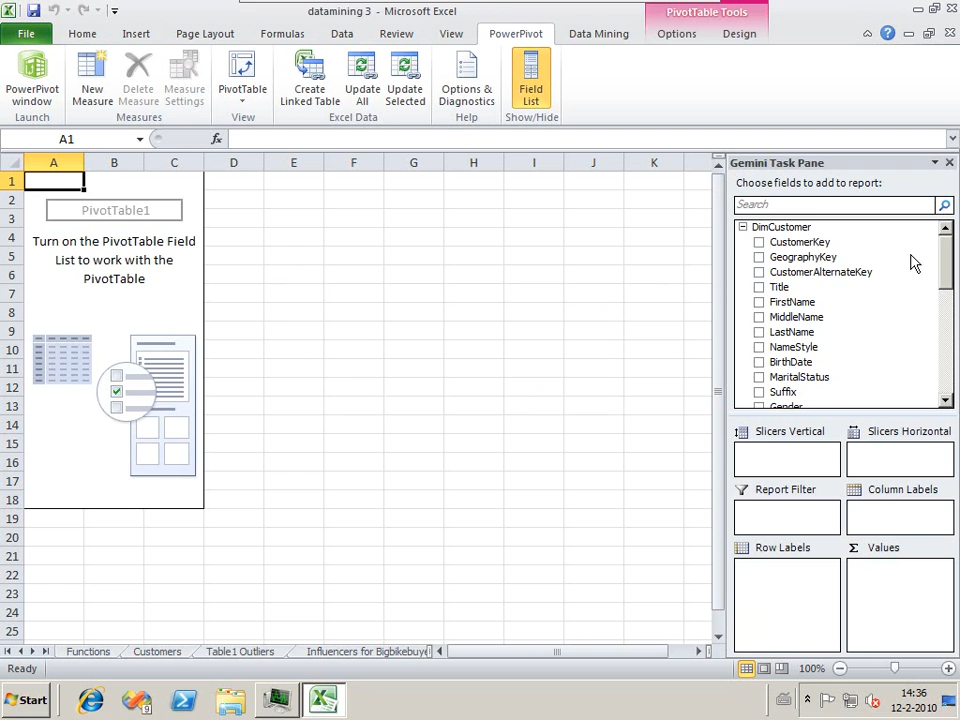 datamining 3 - Microsoft Excel
PivotTable Tools
File Home Insert Page Layout Formulas Data Review View PowerPivot Data Mining Options Design
PowerPivot window
New Measure
Delete Measure
Measure Settings
PivotTable
Create Linked Table
Update All
Update Selected
Options & Diagnostics
Field List
Launch Measures View Excel Data Help Show/Hide
A1 fx
A B C D E F G H I J K
Gemini Task Pane
Choose fields to add to report:
Search
DimCustomer
CustomerKey
GeographyKey
CustomerAlternateKey
Title
FirstName
MiddleName
LastName
NameStyle
BirthDate
MaritalStatus
Suffix
Gender
Slicers Vertical Slicers Horizontal
Report Filter Column Labels
Row Labels Σ Values
1
2
3
4
5
6
7
8
9
10
11
12
13
14
15
16
17
18
19
20
21
22
23
24
25
PivotTable1
Turn on the PivotTable Field
List to work with the
PivotTable
Functions Customers Table1 Outliers Influencers for Bigbikebuye
Ready 100%
Start 14:36
12-2-2010